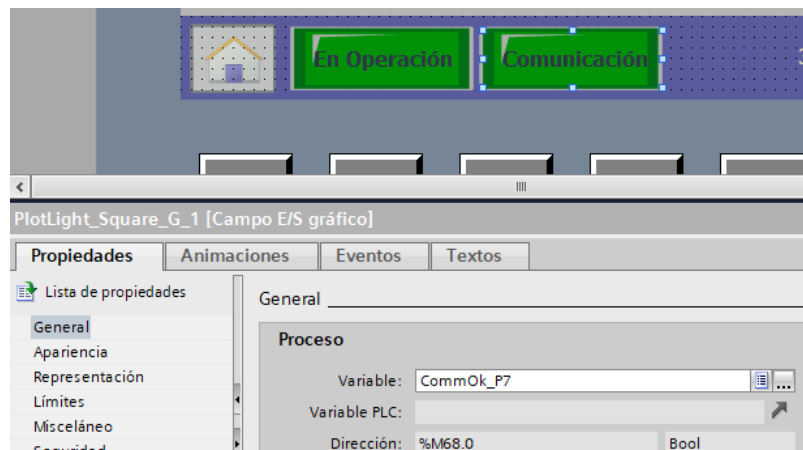 En Operación
Comunicación
PlotLight_Square_G_1 [Campo E/S gráfico]
Propiedades
Animaciones
Eventos
Textos
Lista de propiedades
General
Apariencia
Representación
Límites
Misceláneo
Seguridad
General
Proceso
Variable: CommOk_P7
...
Variable PLC:
Dirección: %M68.0 Bool